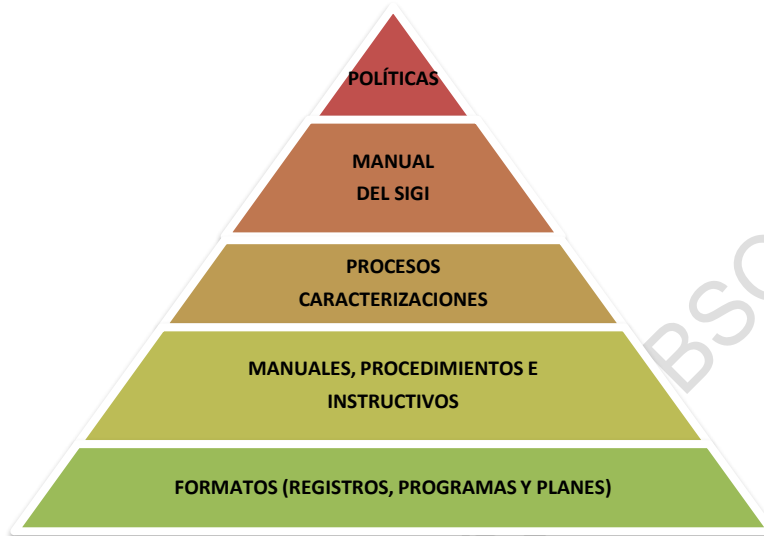 POLÍTICAS
MANUAL
DEL SIGI
PROCESOS
CARACTERIZACIONES
MANUALES, PROCEDIMIENTOS E
INSTRUCTIVOS
FORMATOS (REGISTROS, PROGRAMAS Y PLANES)